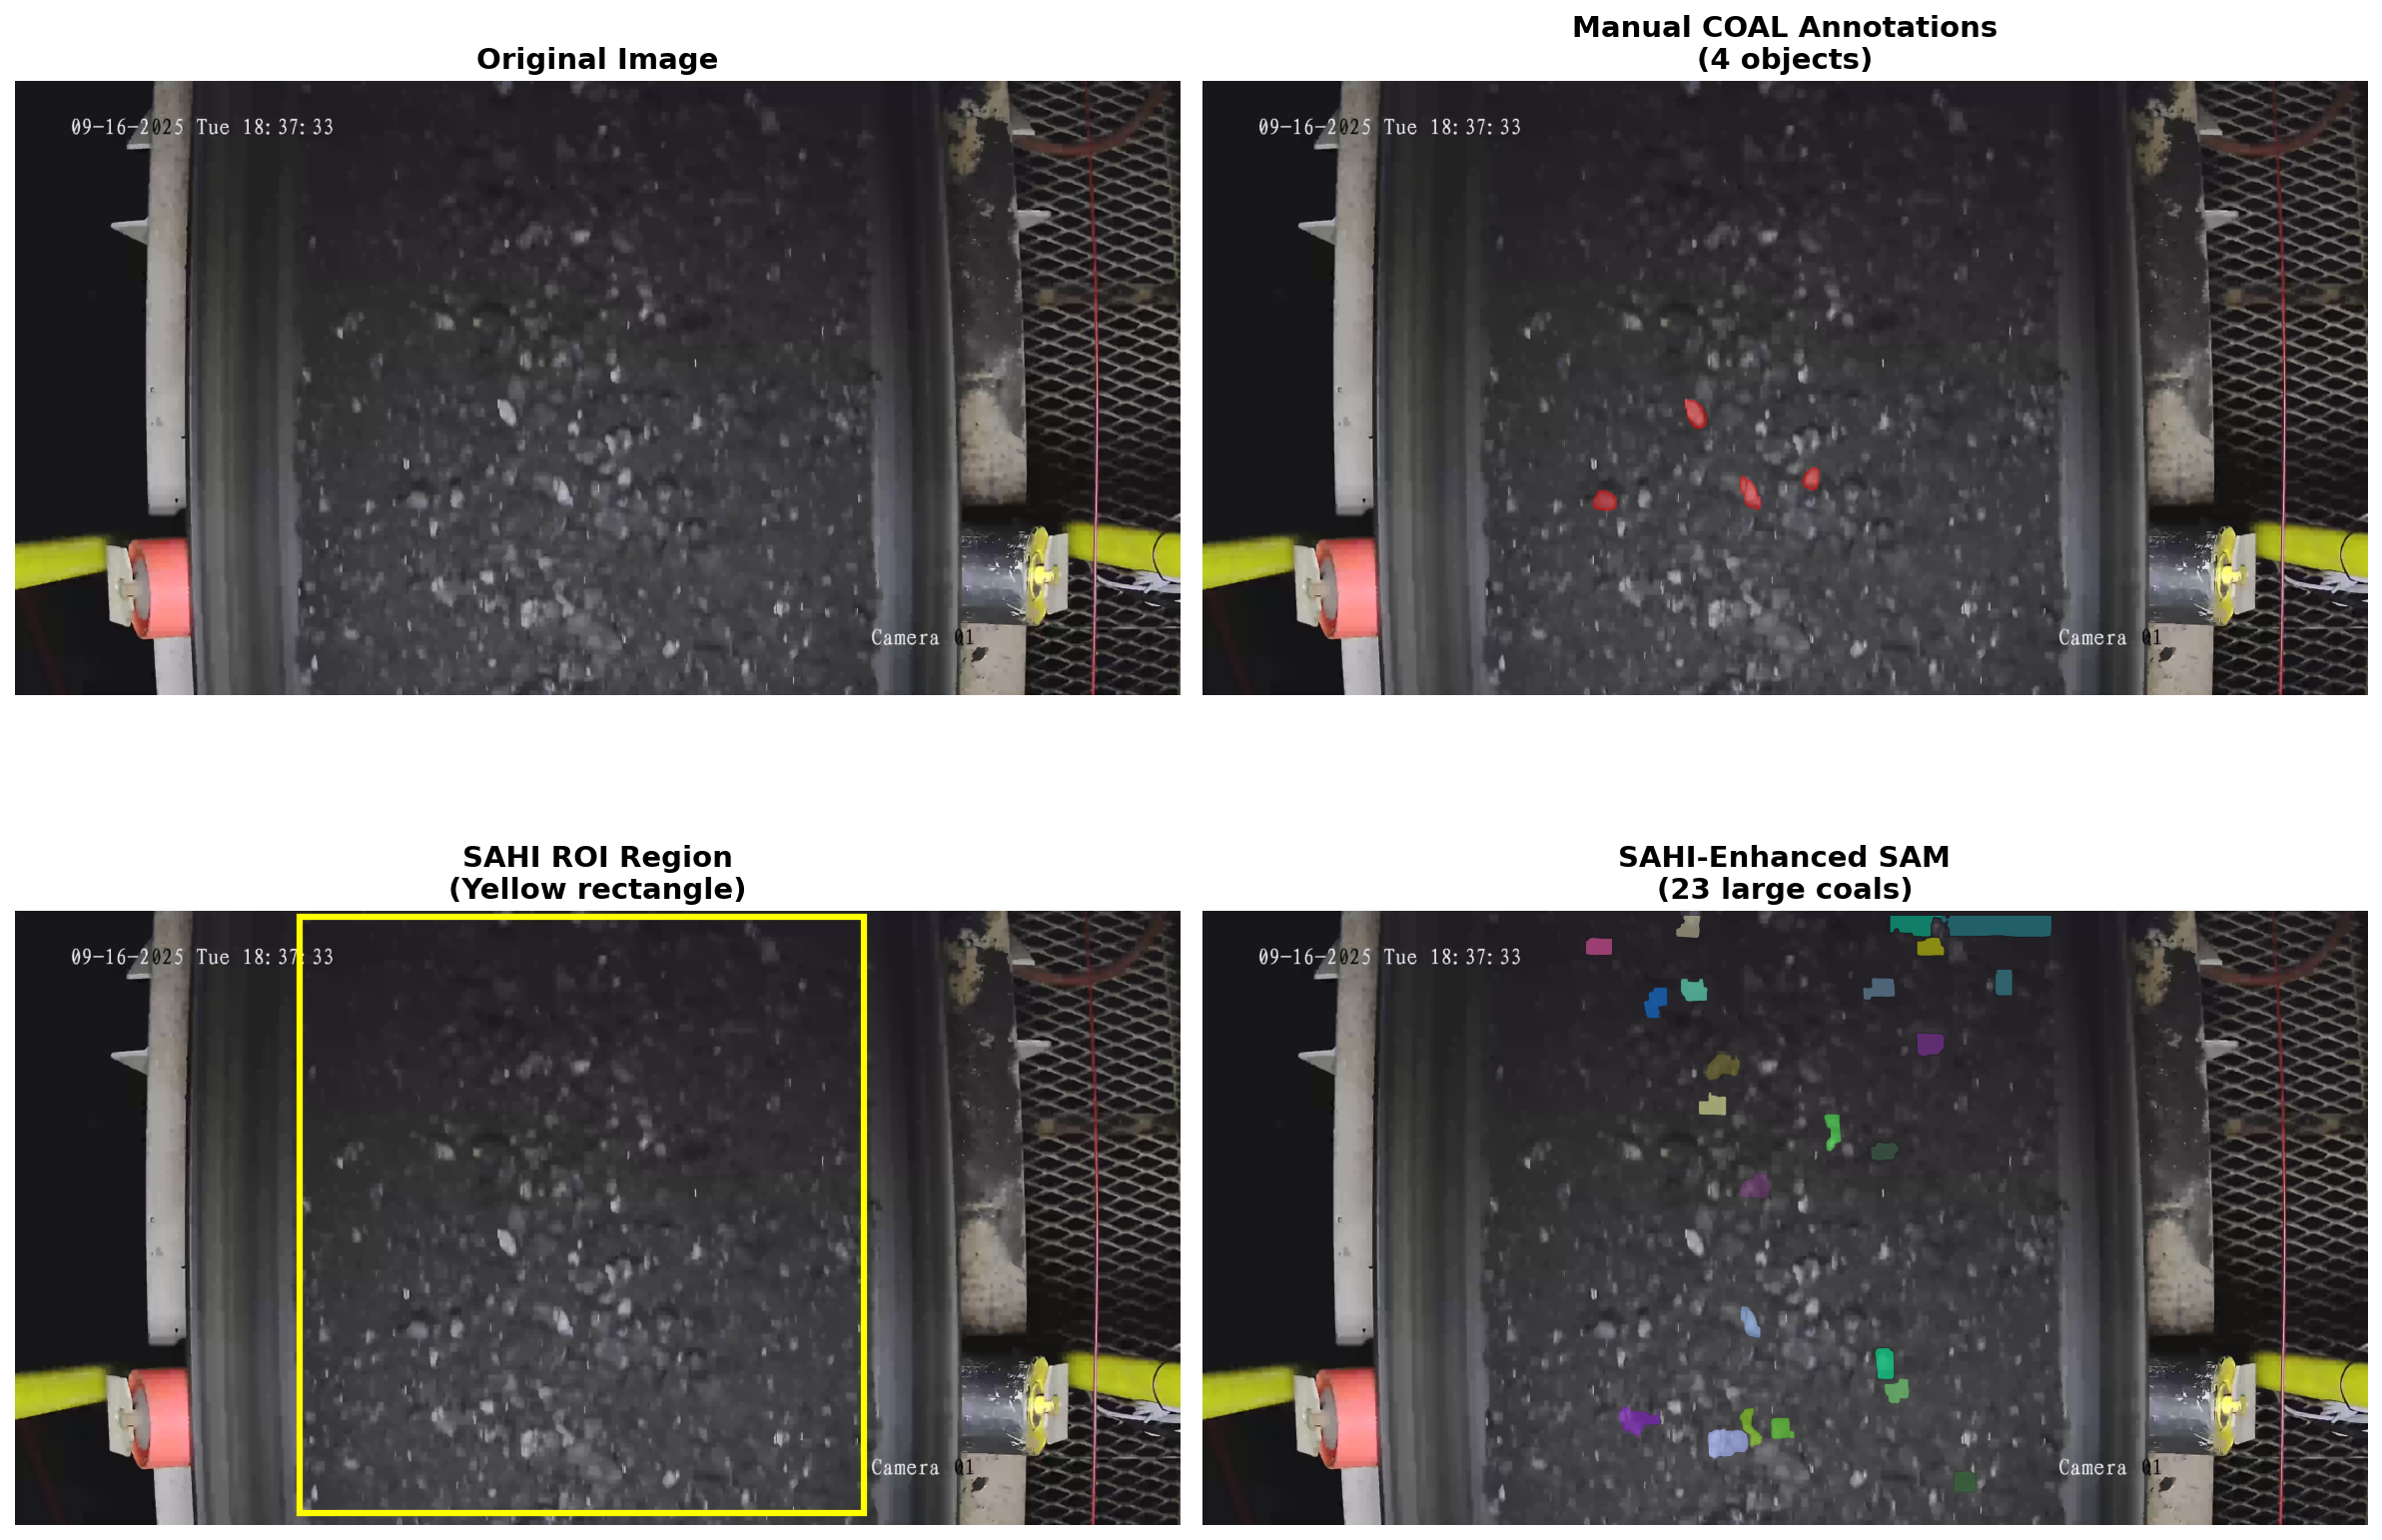 Original Image
09-16-2025 Tue 18:37:33
Camera 01
Manual COAL Annotations
(4 objects)
09-16-2025 Tue 18:37:33
Camera 01
SAHI ROI Region
(Yellow rectangle)
09-16-2025 Tue 18:37:33
Camera 01
SAHI-Enhanced SAM
(23 large coals)
09-16-2025 Tue 18:37:33
Camera 01